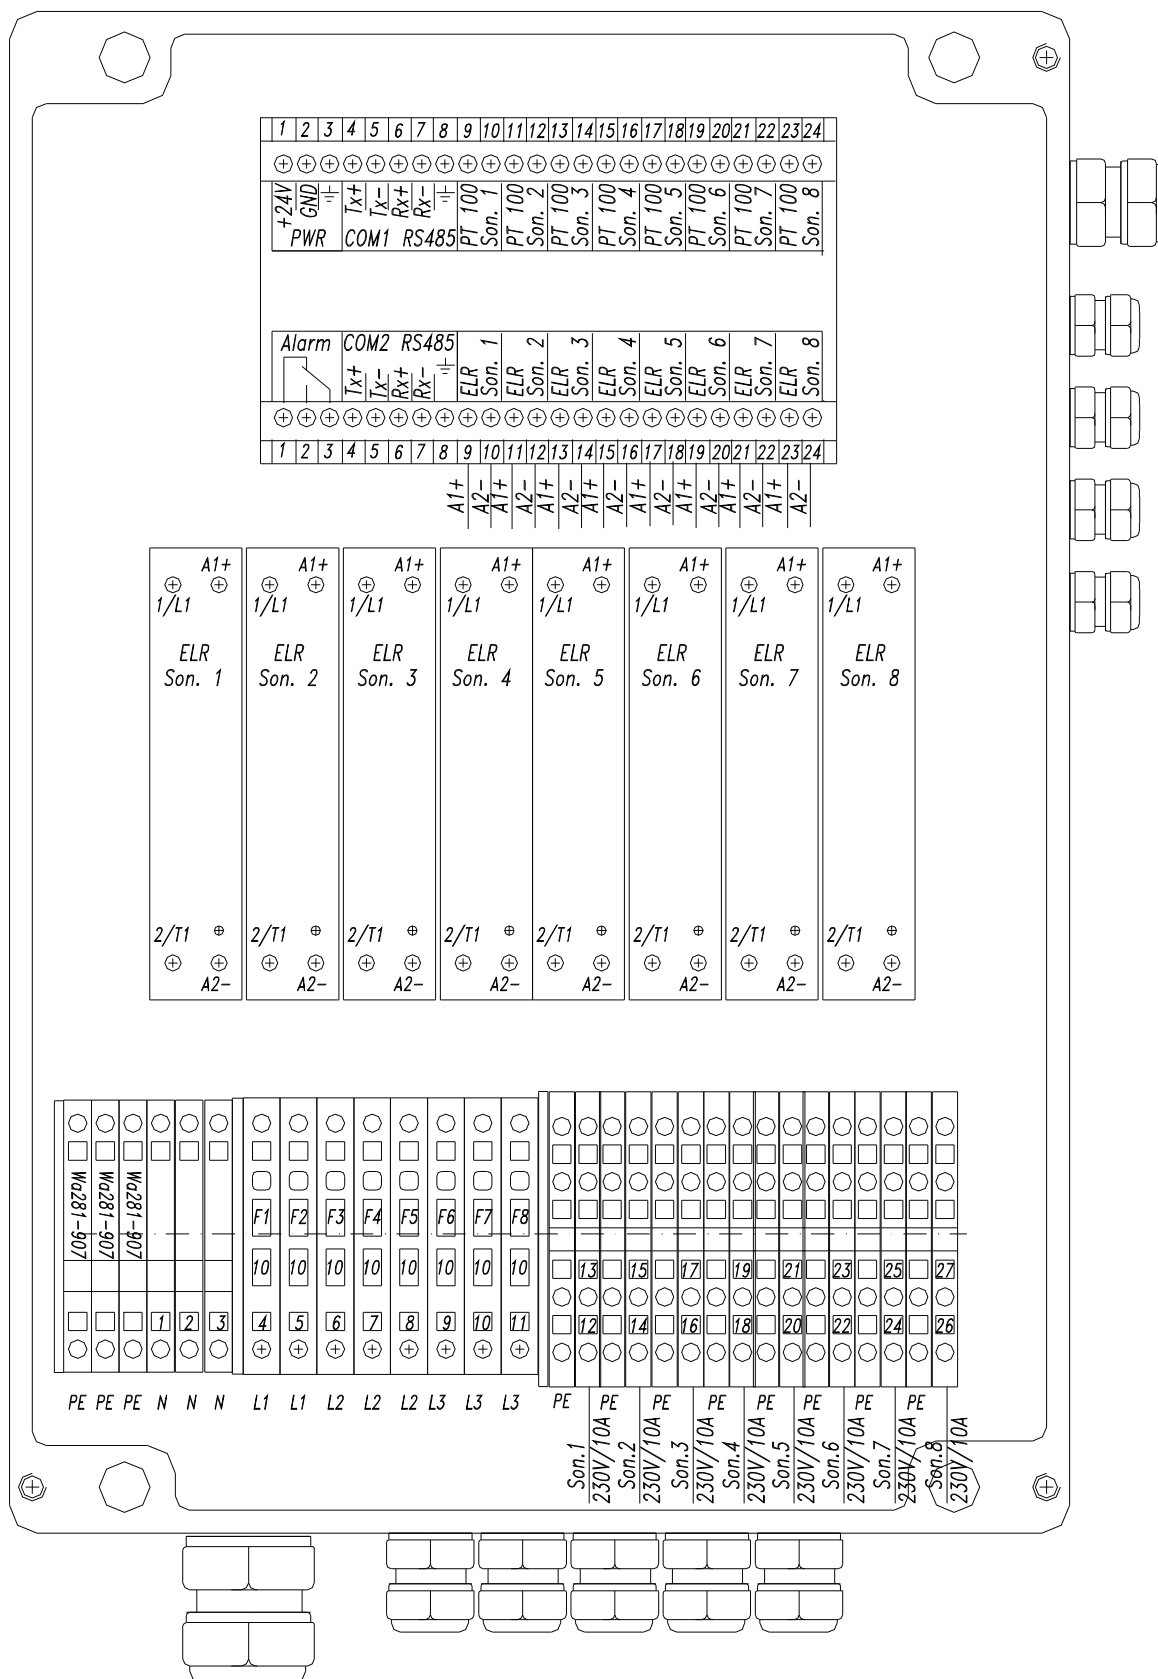 1 2 3 4 5 6 7 8 9 10 11 12 13 14 15 16 17 18 19 20 21 22 23 24
+24V GND Tx+ Tx- Rx+ Rx- PT 100 Son. 1 PT 100 Son. 2 PT 100 Son. 3 PT 100 Son. 4 PT 100 Son. 5 PT 100 Son. 6 PT 100 Son. 7 PT 100 Son. 8
PWR COM1 RS485
Alarm COM2 RS485
Tx+ Tx- Rx+ Rx- ELR Son. 1 ELR Son. 2 ELR Son. 3 ELR Son. 4 ELR Son. 5 ELR Son. 6 ELR Son. 7 ELR Son. 8
1 2 3 4 5 6 7 8 9 10 11 12 13 14 15 16 17 18 19 20 21 22 23 24
A1+ A2- A1+ A2- A1+ A2- A1+ A2- A1+ A2- A1+ A2- A1+ A2- A1+ A2-
A1+ A1+ A1+ A1+ A1+ A1+ A1+ A1+
1/L1 1/L1 1/L1 1/L1 1/L1 1/L1 1/L1 1/L1
ELR ELR ELR ELR ELR ELR ELR ELR
Son. 1 Son. 2 Son. 3 Son. 4 Son. 5 Son. 6 Son. 7 Son. 8
2/T1 2/T1 2/T1 2/T1 2/T1 2/T1 2/T1 2/T1
A2- A2- A2- A2- A2- A2- A2- A2-
Wa281-907 Wa281-907 Wa281-907
F1 F2 F3 F4 F5 F6 F7 F8
10 10 10 10 10 10 10 10 13 15 17 19 21 23 25 27
1 2 3 4 5 6 7 8 9 10 11 12 14 16 18 20 22 24 26
PE PE PE N N N L1 L1 L2 L2 L2 L3 L3 L3 PE PE PE PE PE PE PE PE
Son.1 230V/10A Son.2 230V/10A Son.3 230V/10A Son.4 230V/10A Son.5 230V/10A Son.6 230V/10A Son.7 230V/10A Son.8 230V/10A